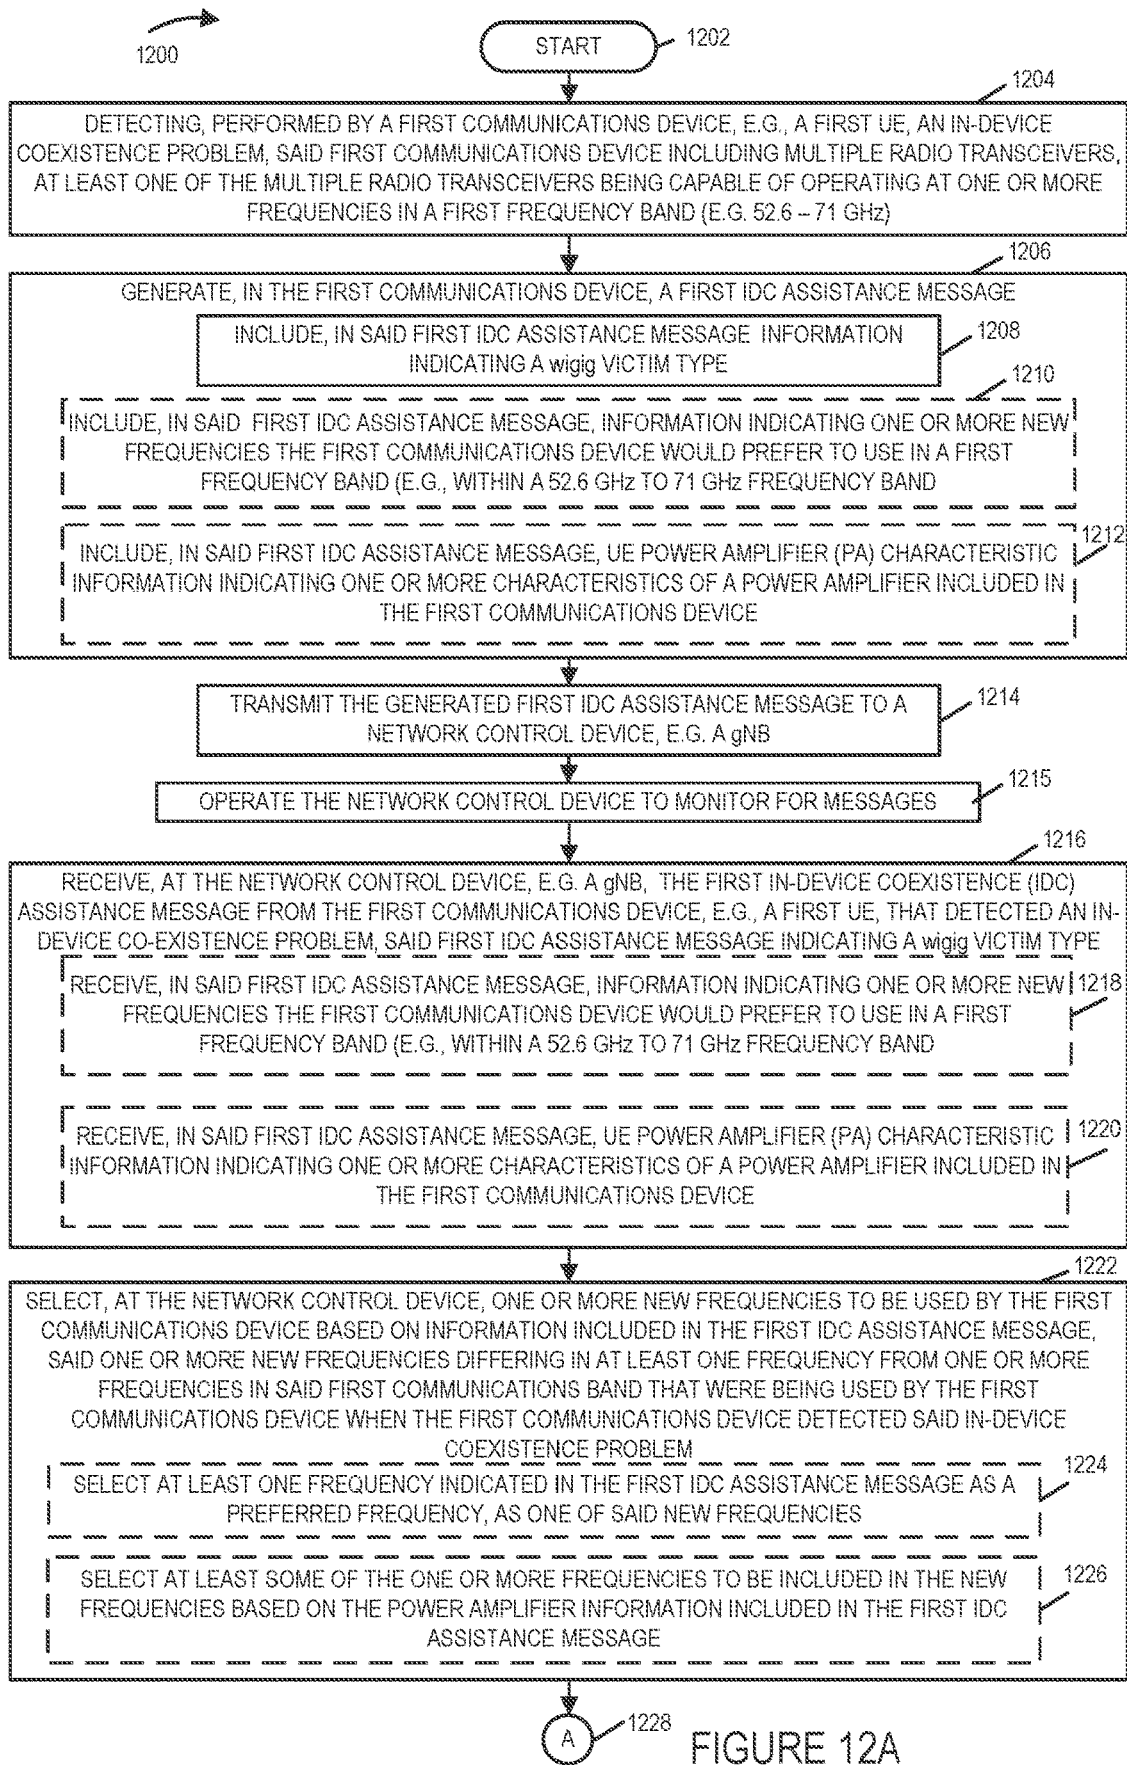 1200
START
1202
1204
DETECTING, PERFORMED BY A FIRST COMMUNICATIONS DEVICE, E.G., A FIRST UE, AN IN-DEVICE
COEXISTENCE PROBLEM, SAID FIRST COMMUNICATIONS DEVICE INCLUDING MULTIPLE RADIO TRANSCEIVERS,
AT LEAST ONE OF THE MULTIPLE RADIO TRANSCEIVERS BEING CAPABLE OF OPERATING AT ONE OR MORE
FREQUENCIES IN A FIRST FREQUENCY BAND (E.G. 52.6 – 71 GHz)
1206
GENERATE, IN THE FIRST COMMUNICATIONS DEVICE, A FIRST IDC ASSISTANCE MESSAGE
INCLUDE, IN SAID FIRST IDC ASSISTANCE MESSAGE INFORMATION
INDICATING A wigig VICTIM TYPE
1208
1210
INCLUDE, IN SAID FIRST IDC ASSISTANCE MESSAGE, INFORMATION INDICATING ONE OR MORE NEW
FREQUENCIES THE FIRST COMMUNICATIONS DEVICE WOULD PREFER TO USE IN A FIRST
FREQUENCY BAND (E.G., WITHIN A 52.6 GHz TO 71 GHz FREQUENCY BAND
1212
INCLUDE, IN SAID FIRST IDC ASSISTANCE MESSAGE, UE POWER AMPLIFIER (PA) CHARACTERISTIC
INFORMATION INDICATING ONE OR MORE CHARACTERISTICS OF A POWER AMPLIFIER INCLUDED IN
THE FIRST COMMUNICATIONS DEVICE
TRANSMIT THE GENERATED FIRST IDC ASSISTANCE MESSAGE TO A
NETWORK CONTROL DEVICE, E.G. A gNB
1214
1215
OPERATE THE NETWORK CONTROL DEVICE TO MONITOR FOR MESSAGES
1216
RECEIVE, AT THE NETWORK CONTROL DEVICE, E.G. A gNB, THE FIRST IN-DEVICE COEXISTENCE (IDC)
ASSISTANCE MESSAGE FROM THE FIRST COMMUNICATIONS DEVICE, E.G., A FIRST UE, THAT DETECTED AN IN-
DEVICE CO-EXISTENCE PROBLEM, SAID FIRST IDC ASSISTANCE MESSAGE INDICATING A wigig VICTIM TYPE
RECEIVE, IN SAID FIRST IDC ASSISTANCE MESSAGE, INFORMATION INDICATING ONE OR MORE NEW
FREQUENCIES THE FIRST COMMUNICATIONS DEVICE WOULD PREFER TO USE IN A FIRST
FREQUENCY BAND (E.G., WITHIN A 52.6 GHz TO 71 GHz FREQUENCY BAND
1218
RECEIVE, IN SAID FIRST IDC ASSISTANCE MESSAGE, UE POWER AMPLIFIER (PA) CHARACTERISTIC
INFORMATION INDICATING ONE OR MORE CHARACTERISTICS OF A POWER AMPLIFIER INCLUDED IN
THE FIRST COMMUNICATIONS DEVICE
1220
1222
SELECT, AT THE NETWORK CONTROL DEVICE, ONE OR MORE NEW FREQUENCIES TO BE USED BY THE FIRST
COMMUNICATIONS DEVICE BASED ON INFORMATION INCLUDED IN THE FIRST IDC ASSISTANCE MESSAGE,
SAID ONE OR MORE NEW FREQUENCIES DIFFERING IN AT LEAST ONE FREQUENCY FROM ONE OR MORE
FREQUENCIES IN SAID FIRST COMMUNICATIONS BAND THAT WERE BEING USED BY THE FIRST
COMMUNICATIONS DEVICE WHEN THE FIRST COMMUNICATIONS DEVICE DETECTED SAID IN-DEVICE
COEXISTENCE PROBLEM
SELECT AT LEAST ONE FREQUENCY INDICATED IN THE FIRST IDC ASSISTANCE MESSAGE AS A
PREFERRED FREQUENCY, AS ONE OF SAID NEW FREQUENCIES
1224
SELECT AT LEAST SOME OF THE ONE OR MORE FREQUENCIES TO BE INCLUDED IN THE NEW
FREQUENCIES BASED ON THE POWER AMPLIFIER INFORMATION INCLUDED IN THE FIRST IDC
ASSISTANCE MESSAGE
1226
A
1228
FIGURE 12A